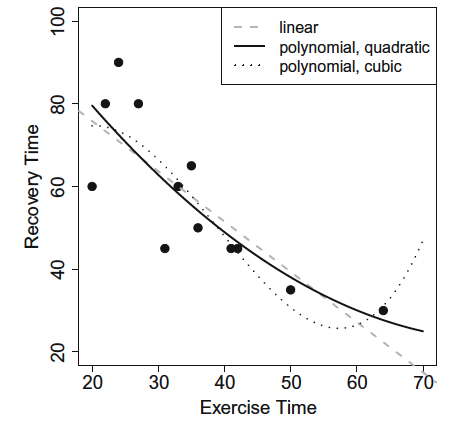 linear
polynomial, quadratic
polynomial, cubic
Recovery Time
100
80
60
40
20
20 30 40 50 60 70
Exercise Time